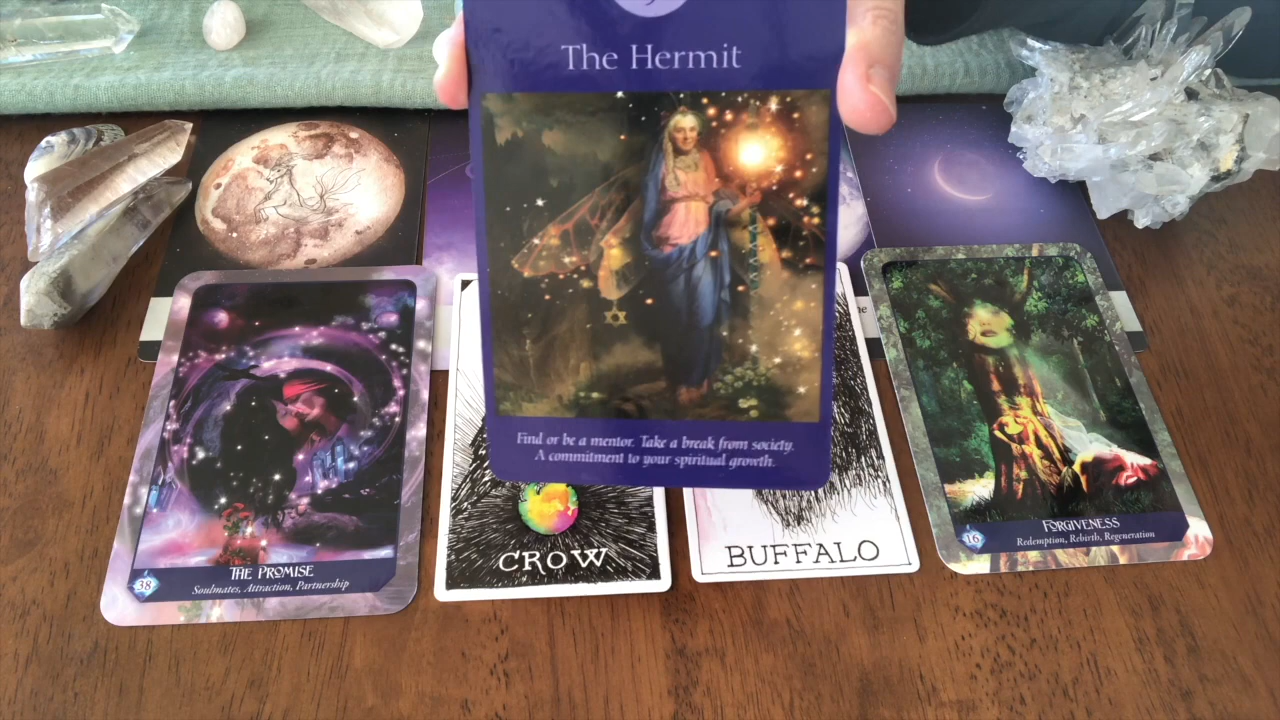 The Hermit
Find or be a mentor. Take a break from society.
A commitment to your spiritual growth.
38
THE PROMISE
Soulmates, Attraction, Partnership
CROW
BUFFALO
16
FORGIVENESS
Redemption, Rebirth, Regeneration